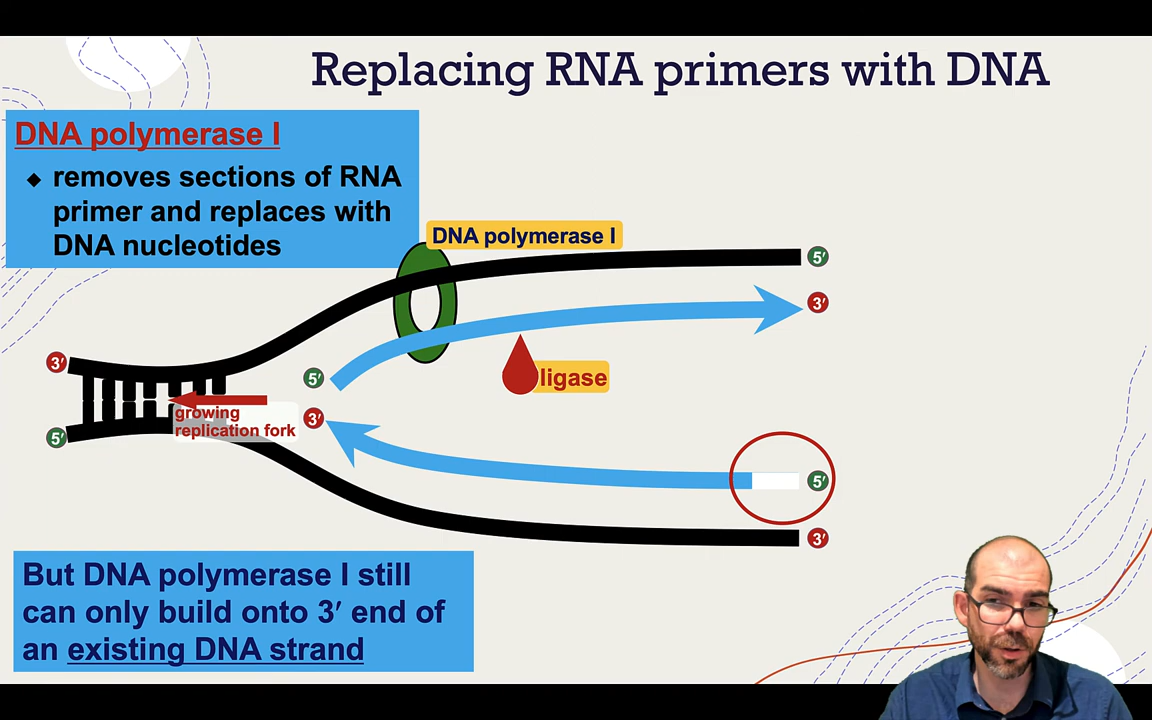 Replacing RNA primers with DNA
DNA polymerase I
◆ removes sections of RNA
primer and replaces with
DNA nucleotides
DNA polymerase I
5′
3′
ligase
3′
5′
growing
replication fork
5′
3′
5′
3′
But DNA polymerase I still
can only build onto 3′ end of
an existing DNA strand